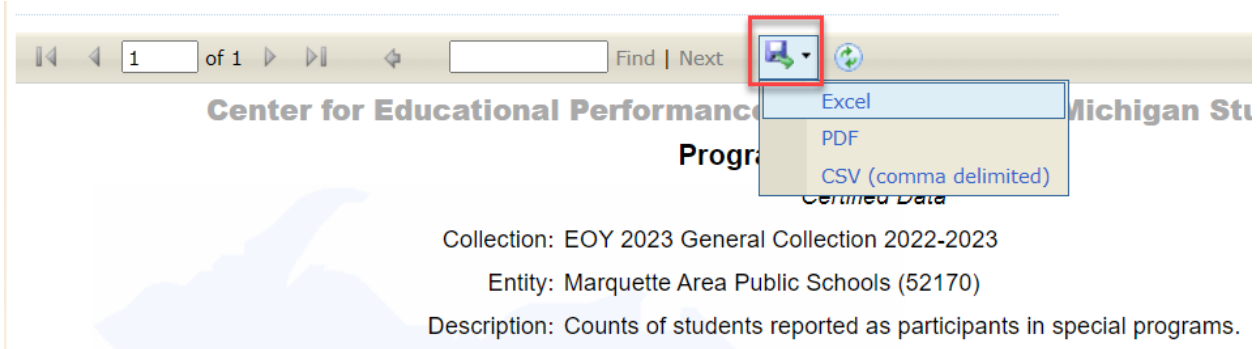 1 of 1 Find | Next
Excel
Center for Educational Performance Michigan Stu
PDF
Progra
CSV (comma delimited)
Certified Data
Collection: EOY 2023 General Collection 2022-2023
Entity: Marquette Area Public Schools (52170)
Description: Counts of students reported as participants in special programs.